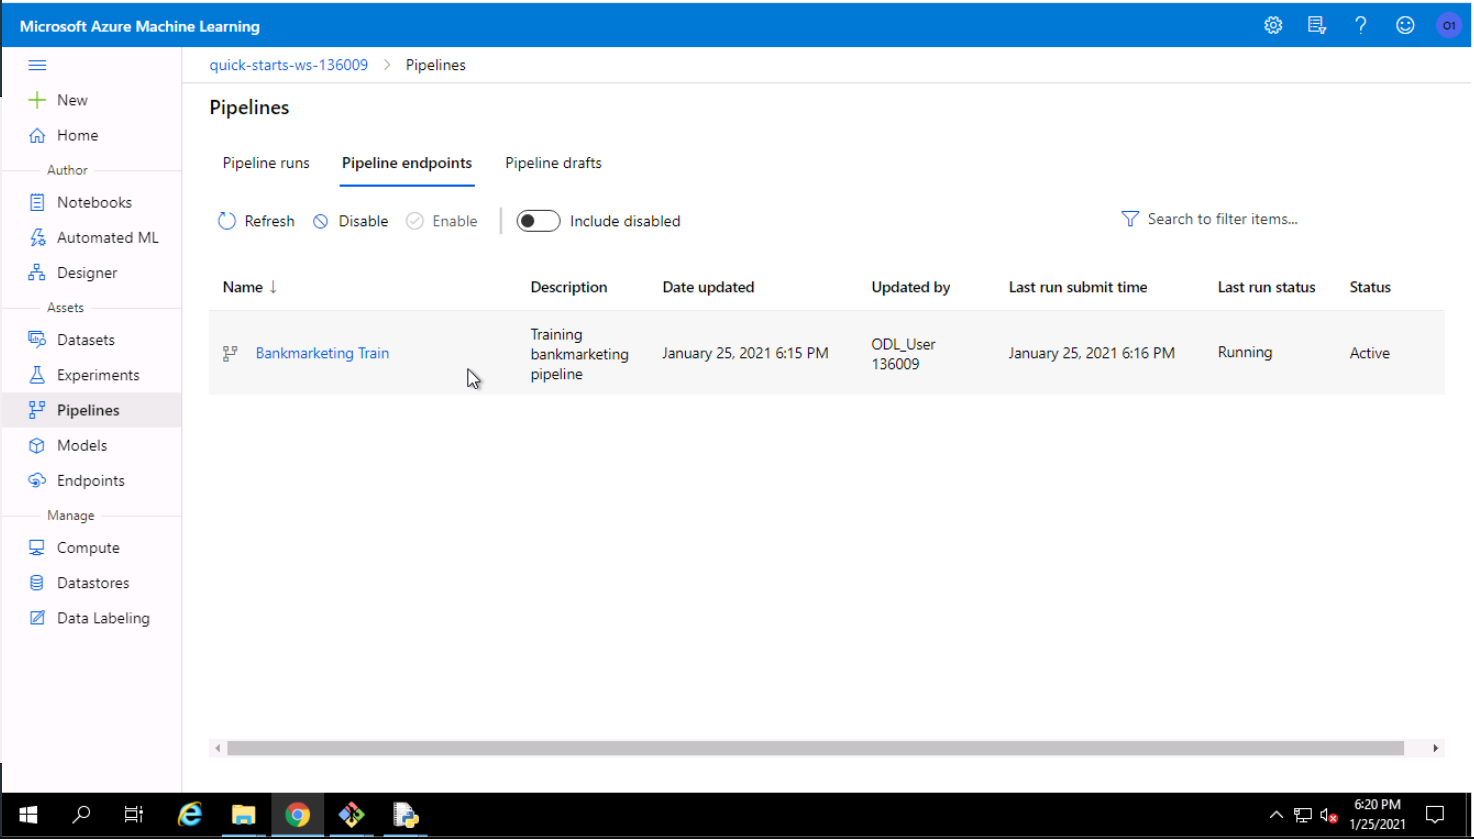 Microsoft Azure Machine Learning
O1
quick-starts-ws-136009 > Pipelines
New
Home
Author
Notebooks
Automated ML
Designer
Assets
Datasets
Experiments
Pipelines
Models
Endpoints
Manage
Compute
Datastores
Data Labeling
Pipelines
Pipeline runs Pipeline endpoints Pipeline drafts
Refresh Disable Enable Include disabled Search to filter items...
Name ↓ Description Date updated Updated by Last run submit time Last run status Status
Bankmarketing Train
Training
bankmarketing
pipeline
January 25, 2021 6:15 PM
ODL_User
136009
January 25, 2021 6:16 PM
Running
Active
6:20 PM
1/25/2021